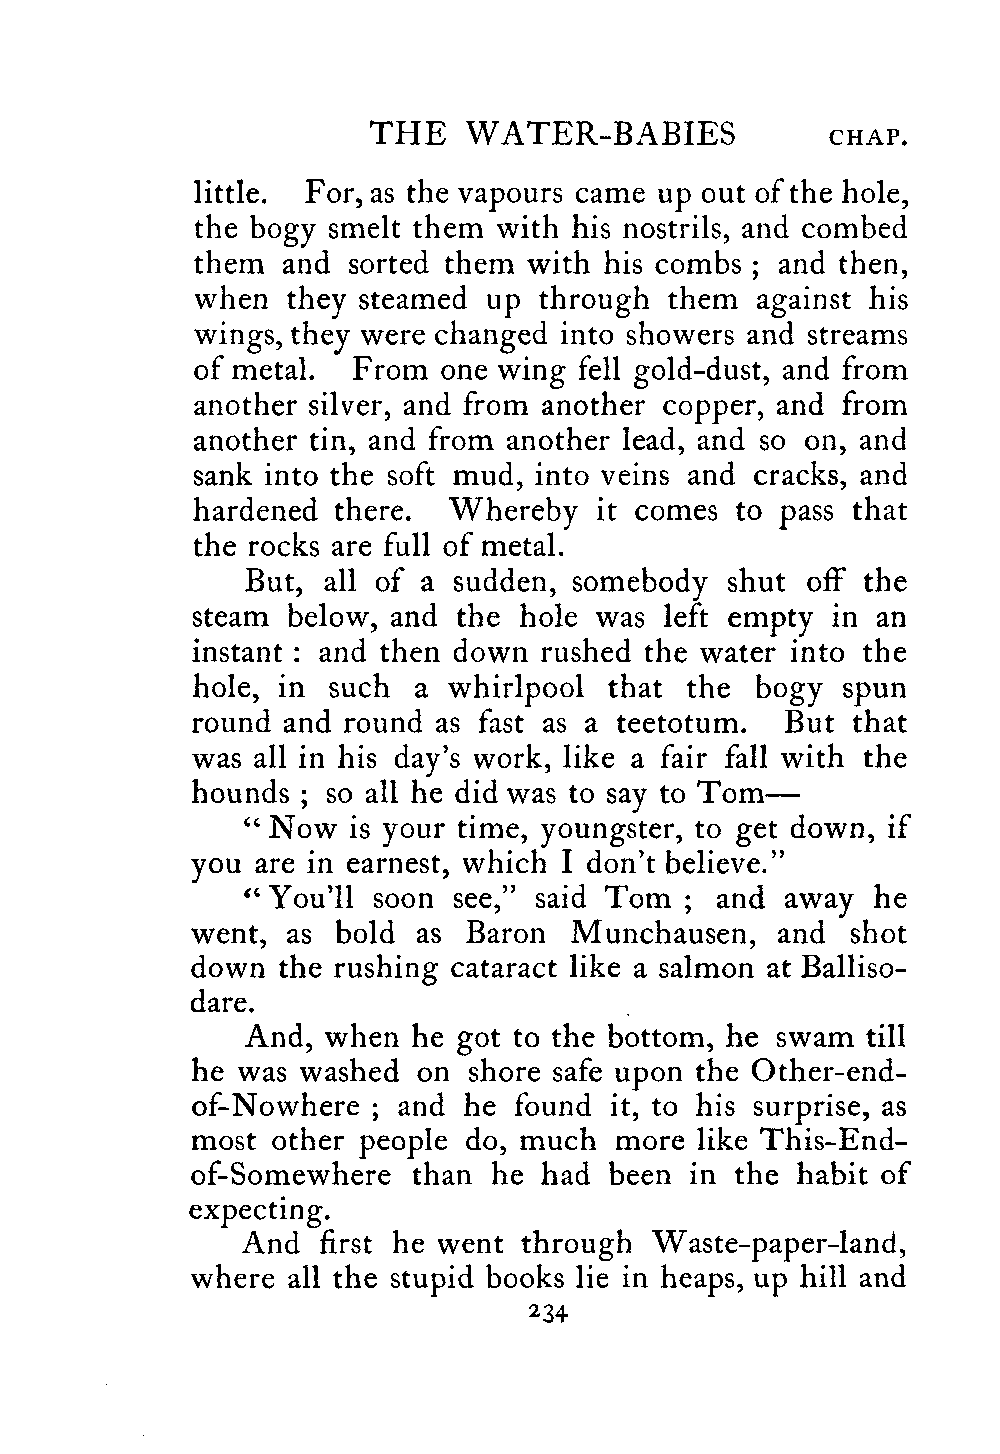 THE WATER-BABIES CHAP.
little. For, as the vapours came up out of the hole,
the bogy smelt them with his nostrils, and combed
them and sorted them with his combs ; and then,
when they steamed up through them against his
wings, they were changed into showers and streams
of metal. From one wing fell gold-dust, and from
another silver, and from another copper, and from
another tin, and from another lead, and so on, and
sank into the soft mud, into veins and cracks, and
hardened there. Whereby it comes to pass that
the rocks are full of metal.
But, all of a sudden, somebody shut off the
steam below, and the hole was left empty in an
instant : and then down rushed the water into the
hole, in such a whirlpool that the bogy spun
round and round as fast as a teetotum. But that
was all in his day's work, like a fair fall with the
hounds ; so all he did was to say to Tom—
“ Now is your time, youngster, to get down, if
you are in earnest, which I don't believe.”
“ You'll soon see,” said Tom ; and away he
went, as bold as Baron Munchausen, and shot
down the rushing cataract like a salmon at Balliso-
dare.
And, when he got to the bottom, he swam till
he was washed on shore safe upon the Other-end-
of-Nowhere ; and he found it, to his surprise, as
most other people do, much more like This-End-
of-Somewhere than he had been in the habit of
expecting.
And first he went through Waste-paper-land,
where all the stupid books lie in heaps, up hill and
234